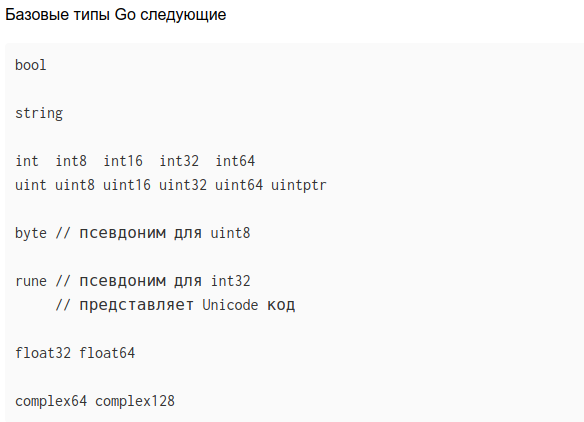 Базовые типы Go следующие
bool
string
int  int8  int16  int32  int64
uint uint8 uint16 uint32 uint64 uintptr
byte // псевдоним для uint8
rune // псевдоним для int32
     // представляет Unicode код
float32 float64
complex64 complex128